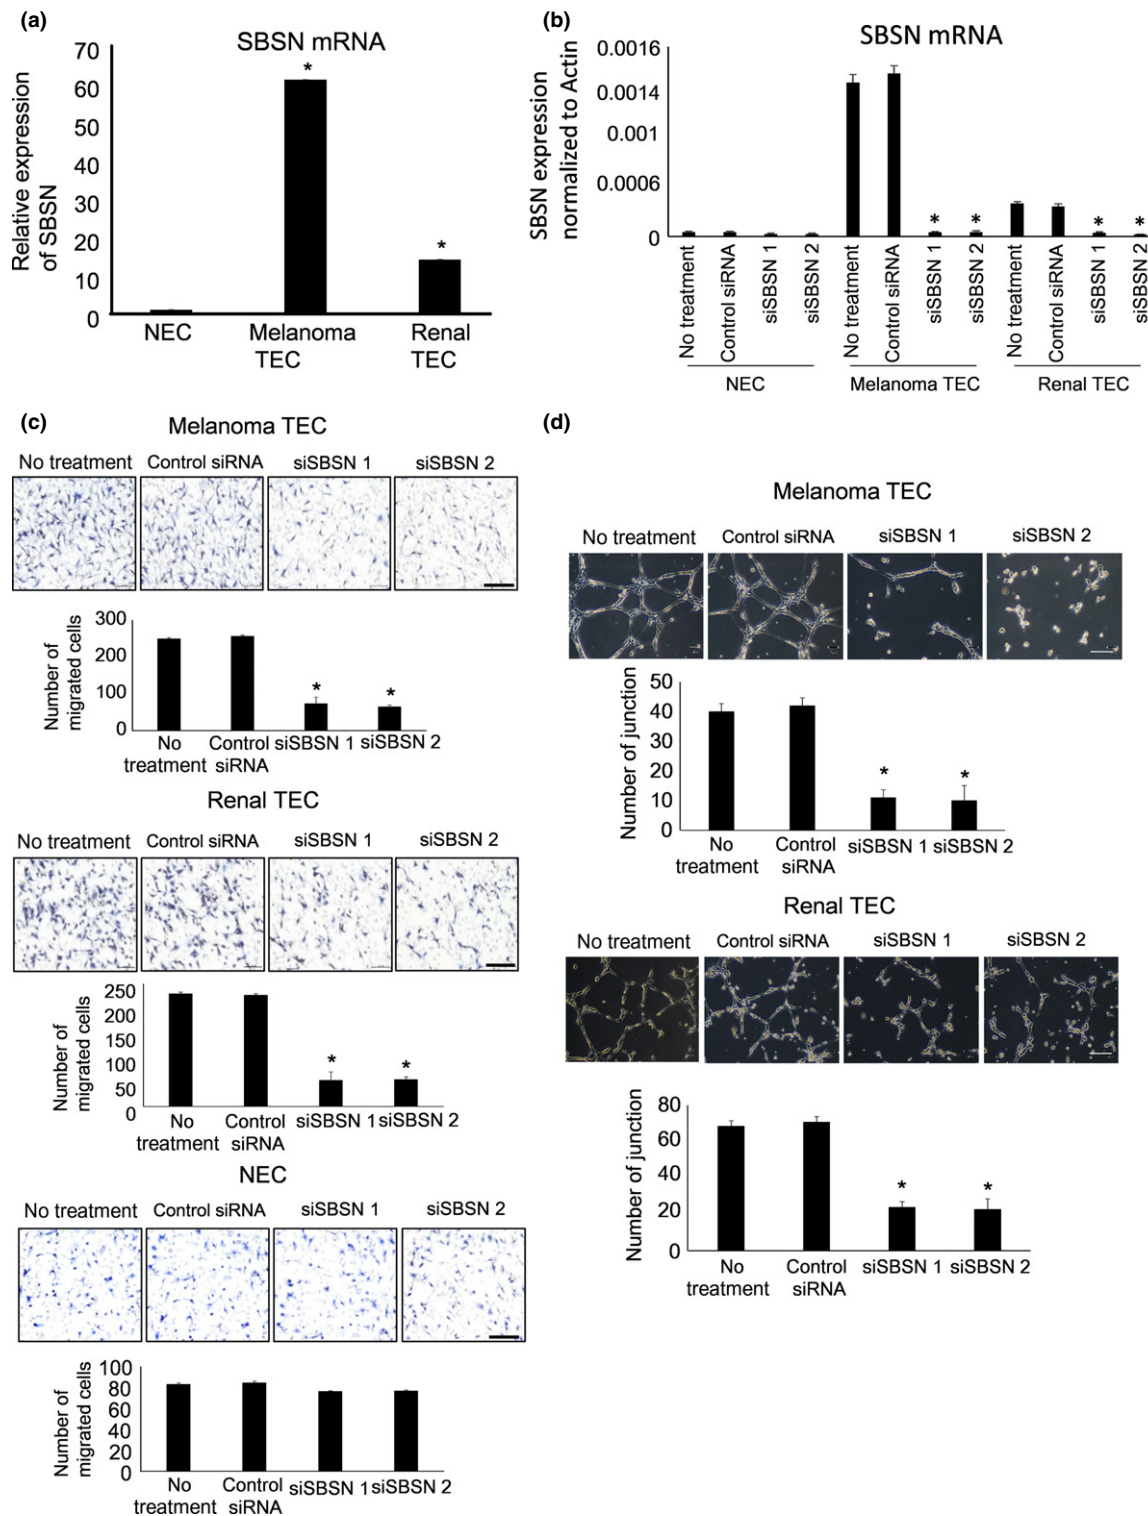 (a)
SBSN mRNA
Relative expression
of SBSN
70
60
50
40
30
20
10
0
*
*
NEC
Melanoma
TEC
Renal
TEC
(b)
SBSN mRNA
SBSN expression
normalized to Actin
0.0016
0.0014
0.001
0.0006
0
*
*
*
*
No treatment
Control siRNA
siSBSN 1
siSBSN 2
No treatment
Control siRNA
siSBSN 1
siSBSN 2
No treatment
Control siRNA
siSBSN 1
siSBSN 2
NEC
Melanoma TEC
Renal TEC
(c)
Melanoma TEC
No treatment
Control siRNA
siSBSN 1
siSBSN 2
Number of
migrated cells
300
200
100
0
*
*
No
treatment
Control
siRNA
siSBSN 1
siSBSN 2
Renal TEC
No treatment
Control siRNA
siSBSN 1
siSBSN 2
Number of
migrated cells
250
200
150
100
50
0
*
*
No
treatment
Control
siRNA
siSBSN 1
siSBSN 2
NEC
No treatment
Control siRNA
siSBSN 1
siSBSN 2
Number of
migrated cells
100
80
60
40
20
0
No
treatment
Control
siRNA
siSBSN 1
siSBSN 2
(d)
Melanoma TEC
No treatment
Control siRNA
siSBSN 1
siSBSN 2
Number of junction
50
40
30
20
10
0
*
*
No
treatment
Control
siRNA
siSBSN 1
siSBSN 2
Renal TEC
No treatment
Control siRNA
siSBSN 1
siSBSN 2
Number of junction
80
60
40
20
0
*
*
No
treatment
Control
siRNA
siSBSN 1
siSBSN 2